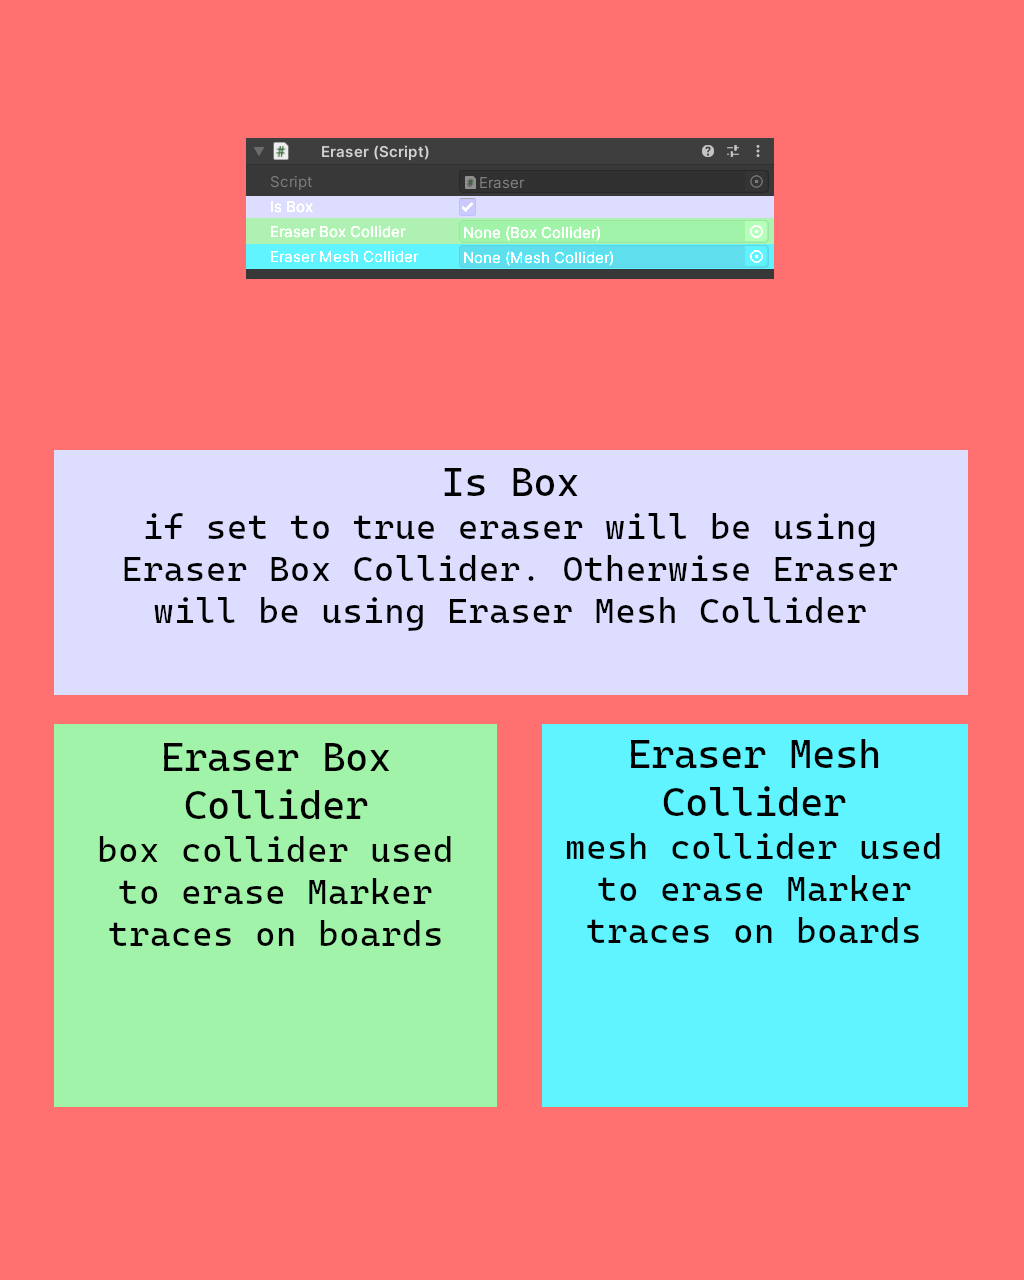 Eraser (Script)
Script Eraser
Is Box
Eraser Box Collider None (Box Collider)
Eraser Mesh Collider None (Mesh Collider)
Is Box
if set to true eraser will be using
Eraser Box Collider. Otherwise Eraser
will be using Eraser Mesh Collider
Eraser Box
Collider
box collider used
to erase Marker
traces on boards
Eraser Mesh
Collider
mesh collider used
to erase Marker
traces on boards